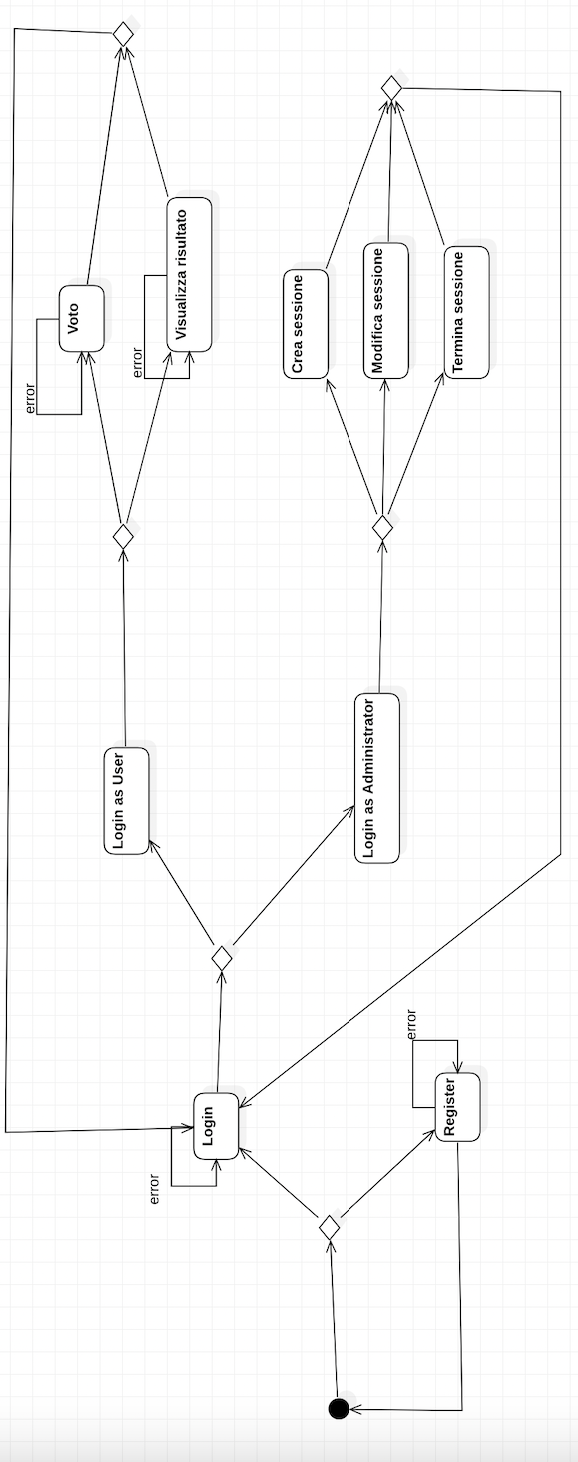 error
Register
error
Login
Login as User
Login as Administrator
error
Voto
error
Visualizza risultato
Crea sessione
Modifica sessione
Termina sessione